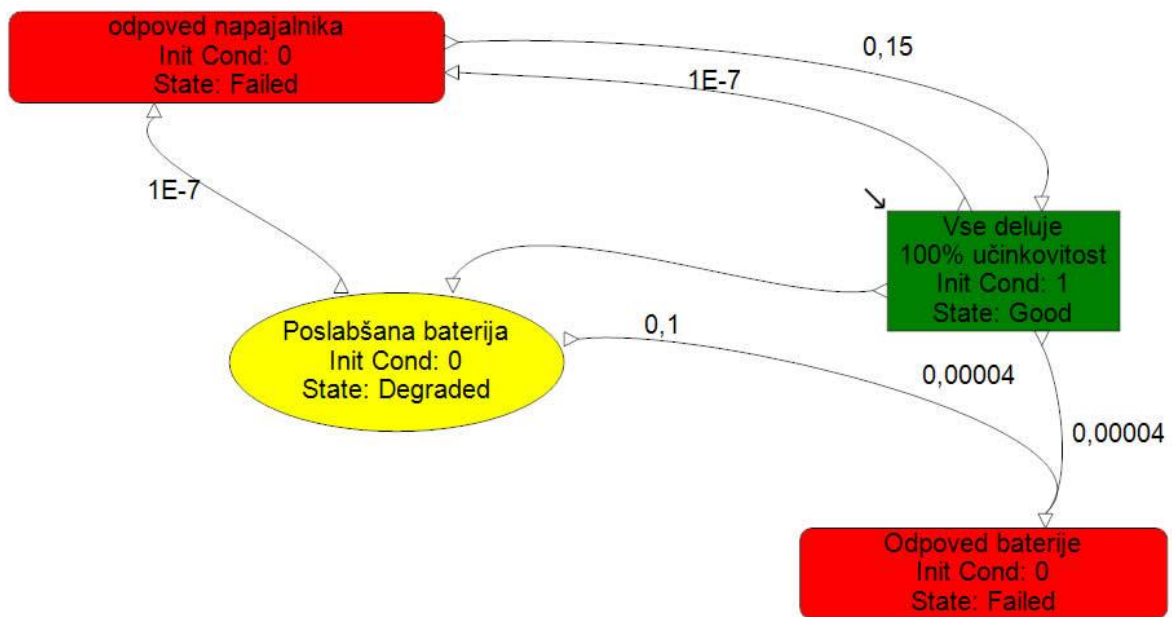 odpoved napajalnika
Init Cond: 0
State: Failed
0,15
1E-7
1E-7
Vse deluje
100% učinkovitost
Init Cond: 1
State: Good
Poslabšana baterija
Init Cond: 0
State: Degraded
0,1
0,00004
0,00004
Odpoved baterije
Init Cond: 0
State: Failed